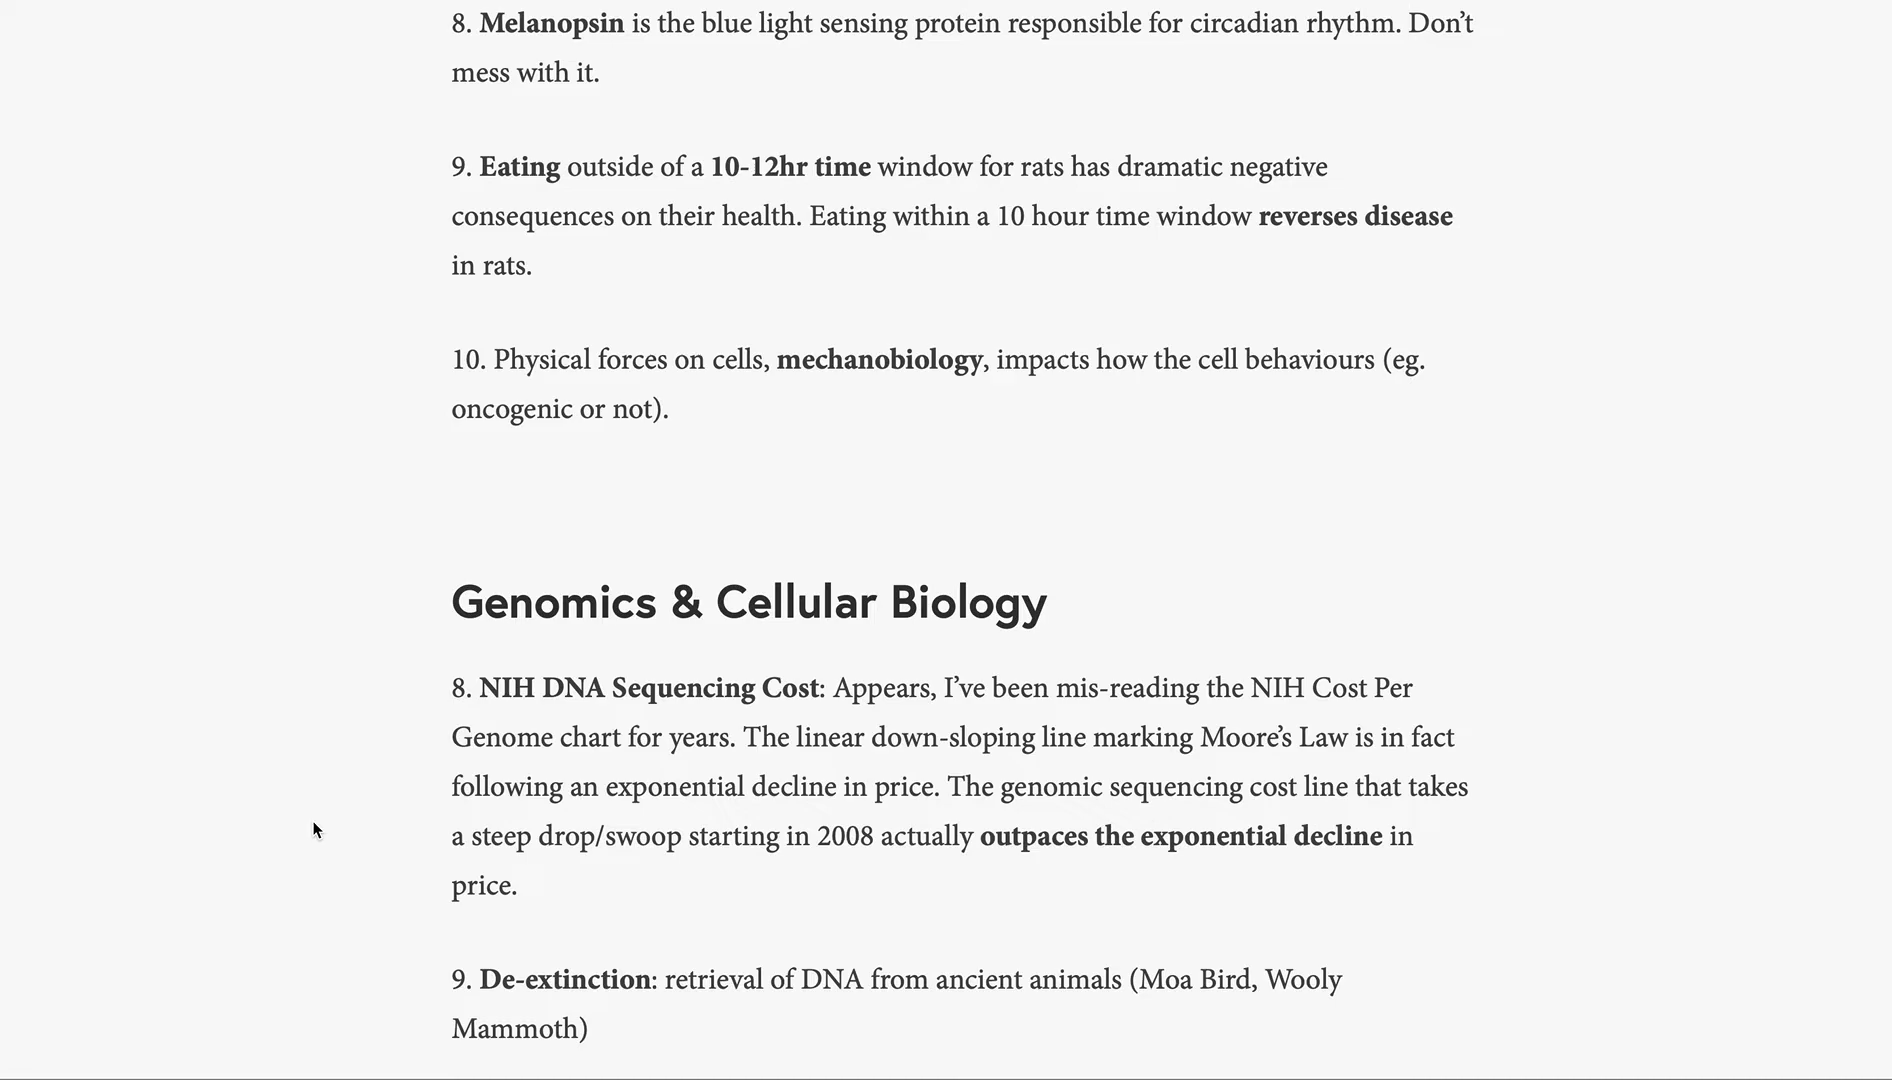 8. Melanopsin is the blue light sensing protein responsible for circadian rhythm. Don’t
mess with it.
9. Eating outside of a 10-12hr time window for rats has dramatic negative
consequences on their health. Eating within a 10 hour time window reverses disease
in rats.
10. Physical forces on cells, mechanobiology, impacts how the cell behaviours (eg.
oncogenic or not).
Genomics & Cellular Biology
8. NIH DNA Sequencing Cost: Appears, I’ve been mis-reading the NIH Cost Per
Genome chart for years. The linear down-sloping line marking Moore’s Law is in fact
following an exponential decline in price. The genomic sequencing cost line that takes
a steep drop/swoop starting in 2008 actually outpaces the exponential decline in
price.
9. De-extinction: retrieval of DNA from ancient animals (Moa Bird, Wooly
Mammoth)